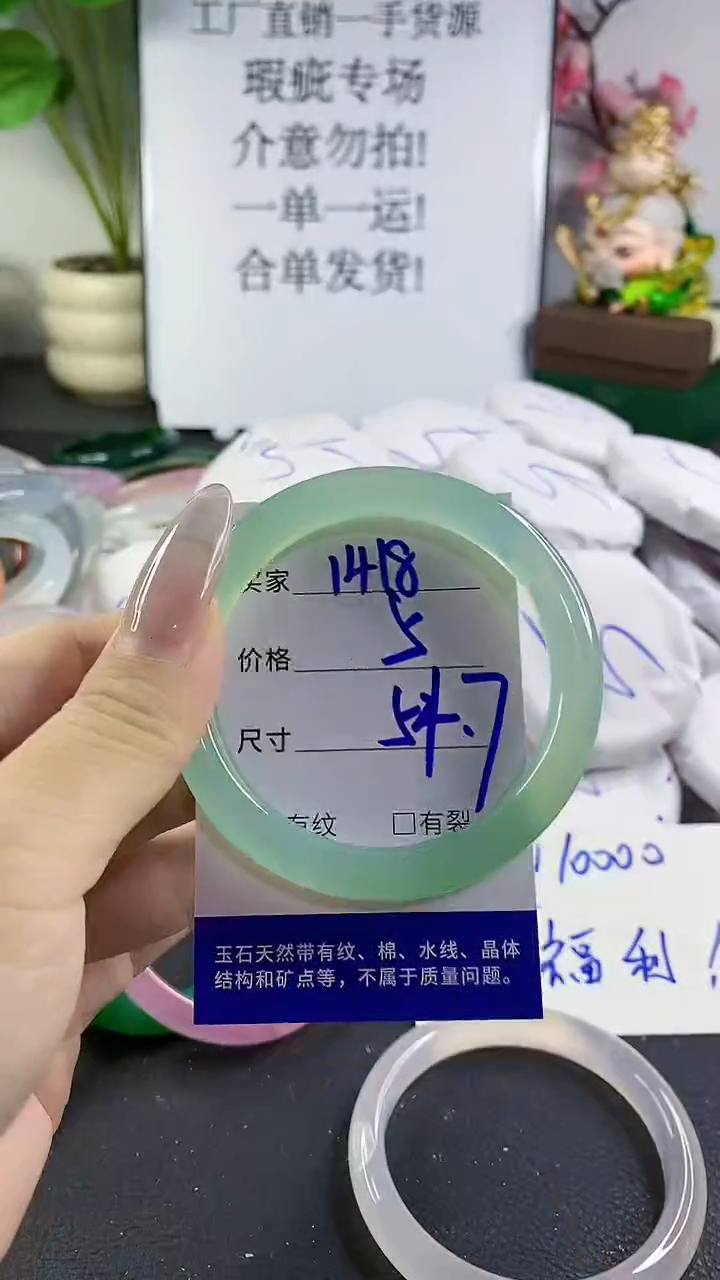 工厂直销一手货源
瑕疵专场
介意勿拍!
一单一运!
合单发货!
买家 1418
价格 5
尺寸 54.7
有纹 □有裂
玉石天然带有纹、棉、水线、晶体
结构和矿点等，不属于质量问题。
10000
福利!